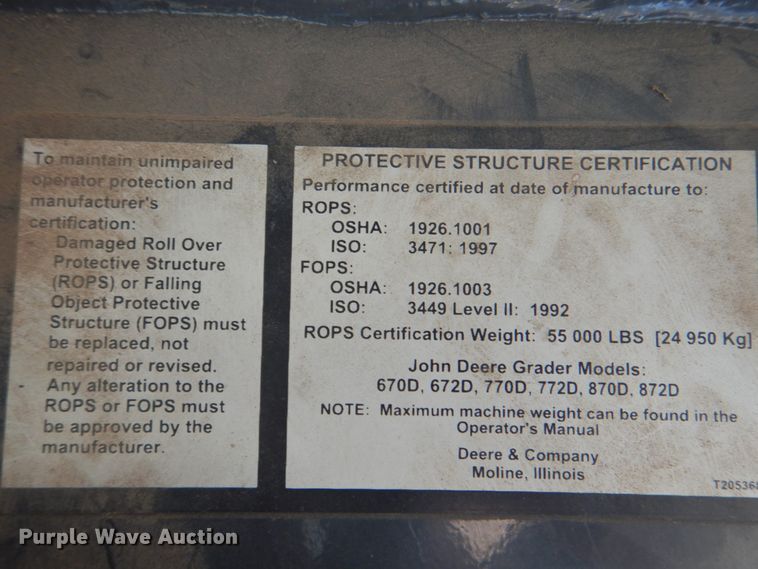 To maintain unimpaired
operator protection and
manufacturer's
certification:
Damaged Roll Over
Protective Structure
(ROPS) or Falling
Object Protective
Structure (FOPS) must
be replaced, not
repaired or revised.
- Any alteration to the
ROPS or FOPS must
be approved by the
manufacturer.
PROTECTIVE STRUCTURE CERTIFICATION
Performance certified at date of manufacture to:
ROPS:
OSHA: 1926.1001
ISO: 3471: 1997
FOPS:
OSHA: 1926.1003
ISO: 3449 Level II: 1992
ROPS Certification Weight: 55 000 LBS [24 950 Kg]
John Deere Grader Models:
670D, 672D, 770D, 772D, 870D, 872D
NOTE: Maximum machine weight can be found in the
Operator's Manual
Deere & Company
Moline, Illinois
Purple Wave Auction